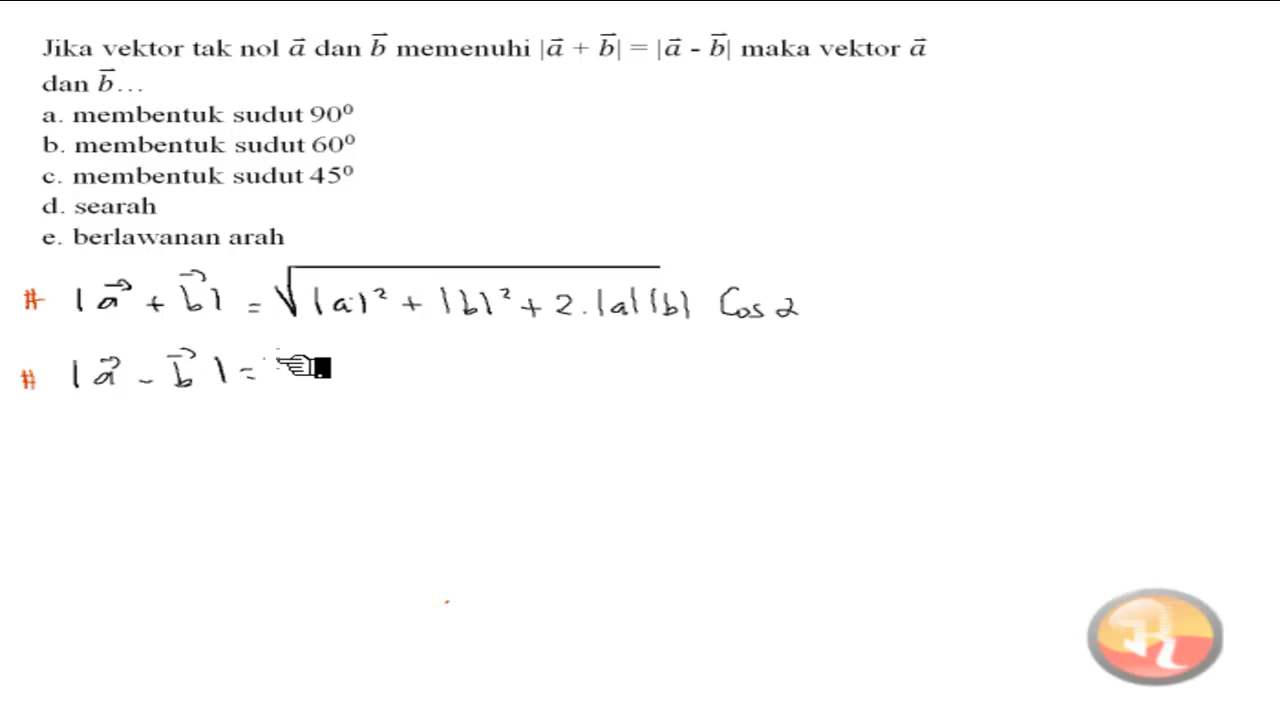 Jika vektor tak nol a⃗ dan b⃗ memenuhi |a⃗ + b⃗| = |a⃗ - b⃗| maka vektor a⃗
dan b⃗...
a. membentuk sudut 90⁰
b. membentuk sudut 60⁰
c. membentuk sudut 45⁰
d. searah
e. berlawanan arah
# |a⃗ + b⃗| = √|a|² + |b|² + 2.|a||b| Cos α
# |a⃗ - b⃗| =